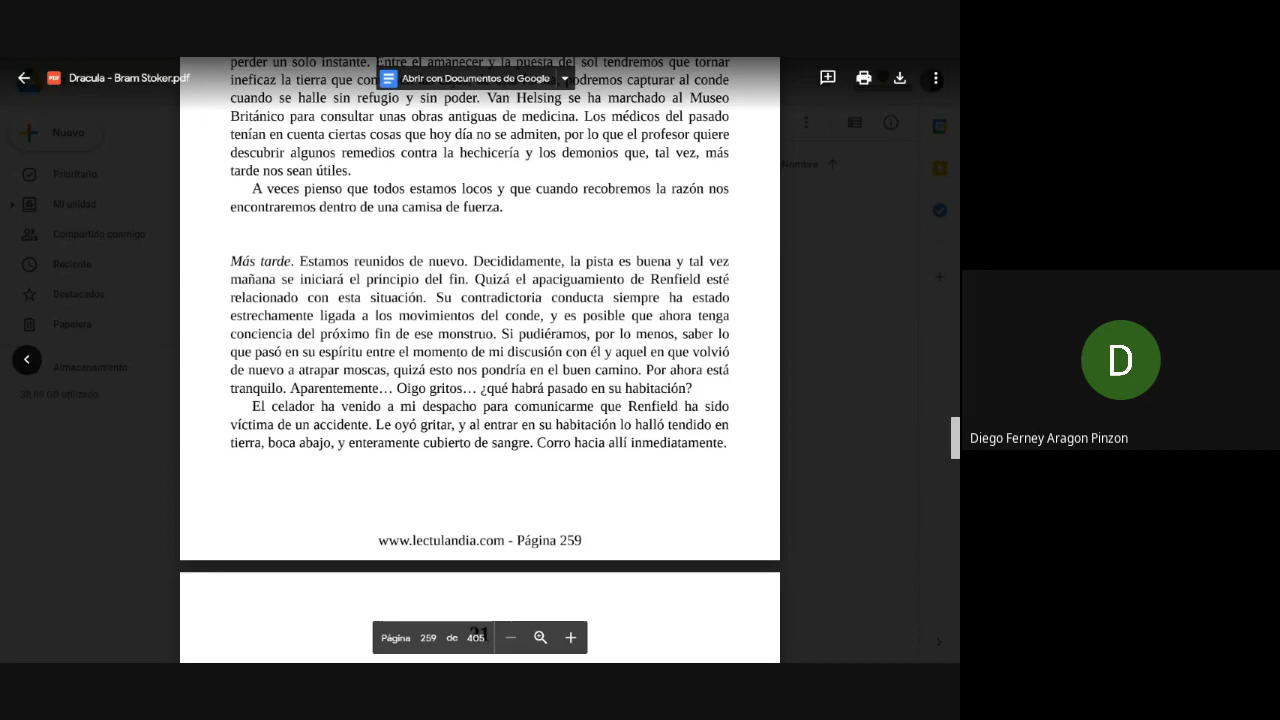 Dracula - Bram Stoker.pdf
Abrir con Documentos de Google
Nuevo
Prioritario
Mi unidad
Compartido conmigo
Reciente
Destacados
Papelera
Almacenamiento
38,99 GB utilizado
Nombre
perder un solo instante. Entre el amanecer y la puesta del sol tendremos que tornar
ineficaz la tierra que con podremos capturar al conde
cuando se halle sin refugio y sin poder. Van Helsing se ha marchado al Museo
Británico para consultar unas obras antiguas de medicina. Los médicos del pasado
tenían en cuenta ciertas cosas que hoy día no se admiten, por lo que el profesor quiere
descubrir algunos remedios contra la hechicería y los demonios que, tal vez, más
tarde nos sean útiles.
A veces pienso que todos estamos locos y que cuando recobremos la razón nos
encontraremos dentro de una camisa de fuerza.
Más tarde. Estamos reunidos de nuevo. Decididamente, la pista es buena y tal vez
mañana se iniciará el principio del fin. Quizá el apaciguamiento de Renfield esté
relacionado con esta situación. Su contradictoria conducta siempre ha estado
estrechamente ligada a los movimientos del conde, y es posible que ahora tenga
conciencia del próximo fin de ese monstruo. Si pudiéramos, por lo menos, saber lo
que pasó en su espíritu entre el momento de mi discusión con él y aquel en que volvió
de nuevo a atrapar moscas, quizá esto nos pondría en el buen camino. Por ahora está
tranquilo. Aparentemente… Oigo gritos… ¿qué habrá pasado en su habitación?
El celador ha venido a mi despacho para comunicarme que Renfield ha sido
víctima de un accidente. Le oyó gritar, y al entrar en su habitación lo halló tendido en
tierra, boca abajo, y enteramente cubierto de sangre. Corro hacia allí inmediatamente.
www.lectulandia.com - Página 259
21
Página 259 de 405
D
Diego Ferney Aragon Pinzon